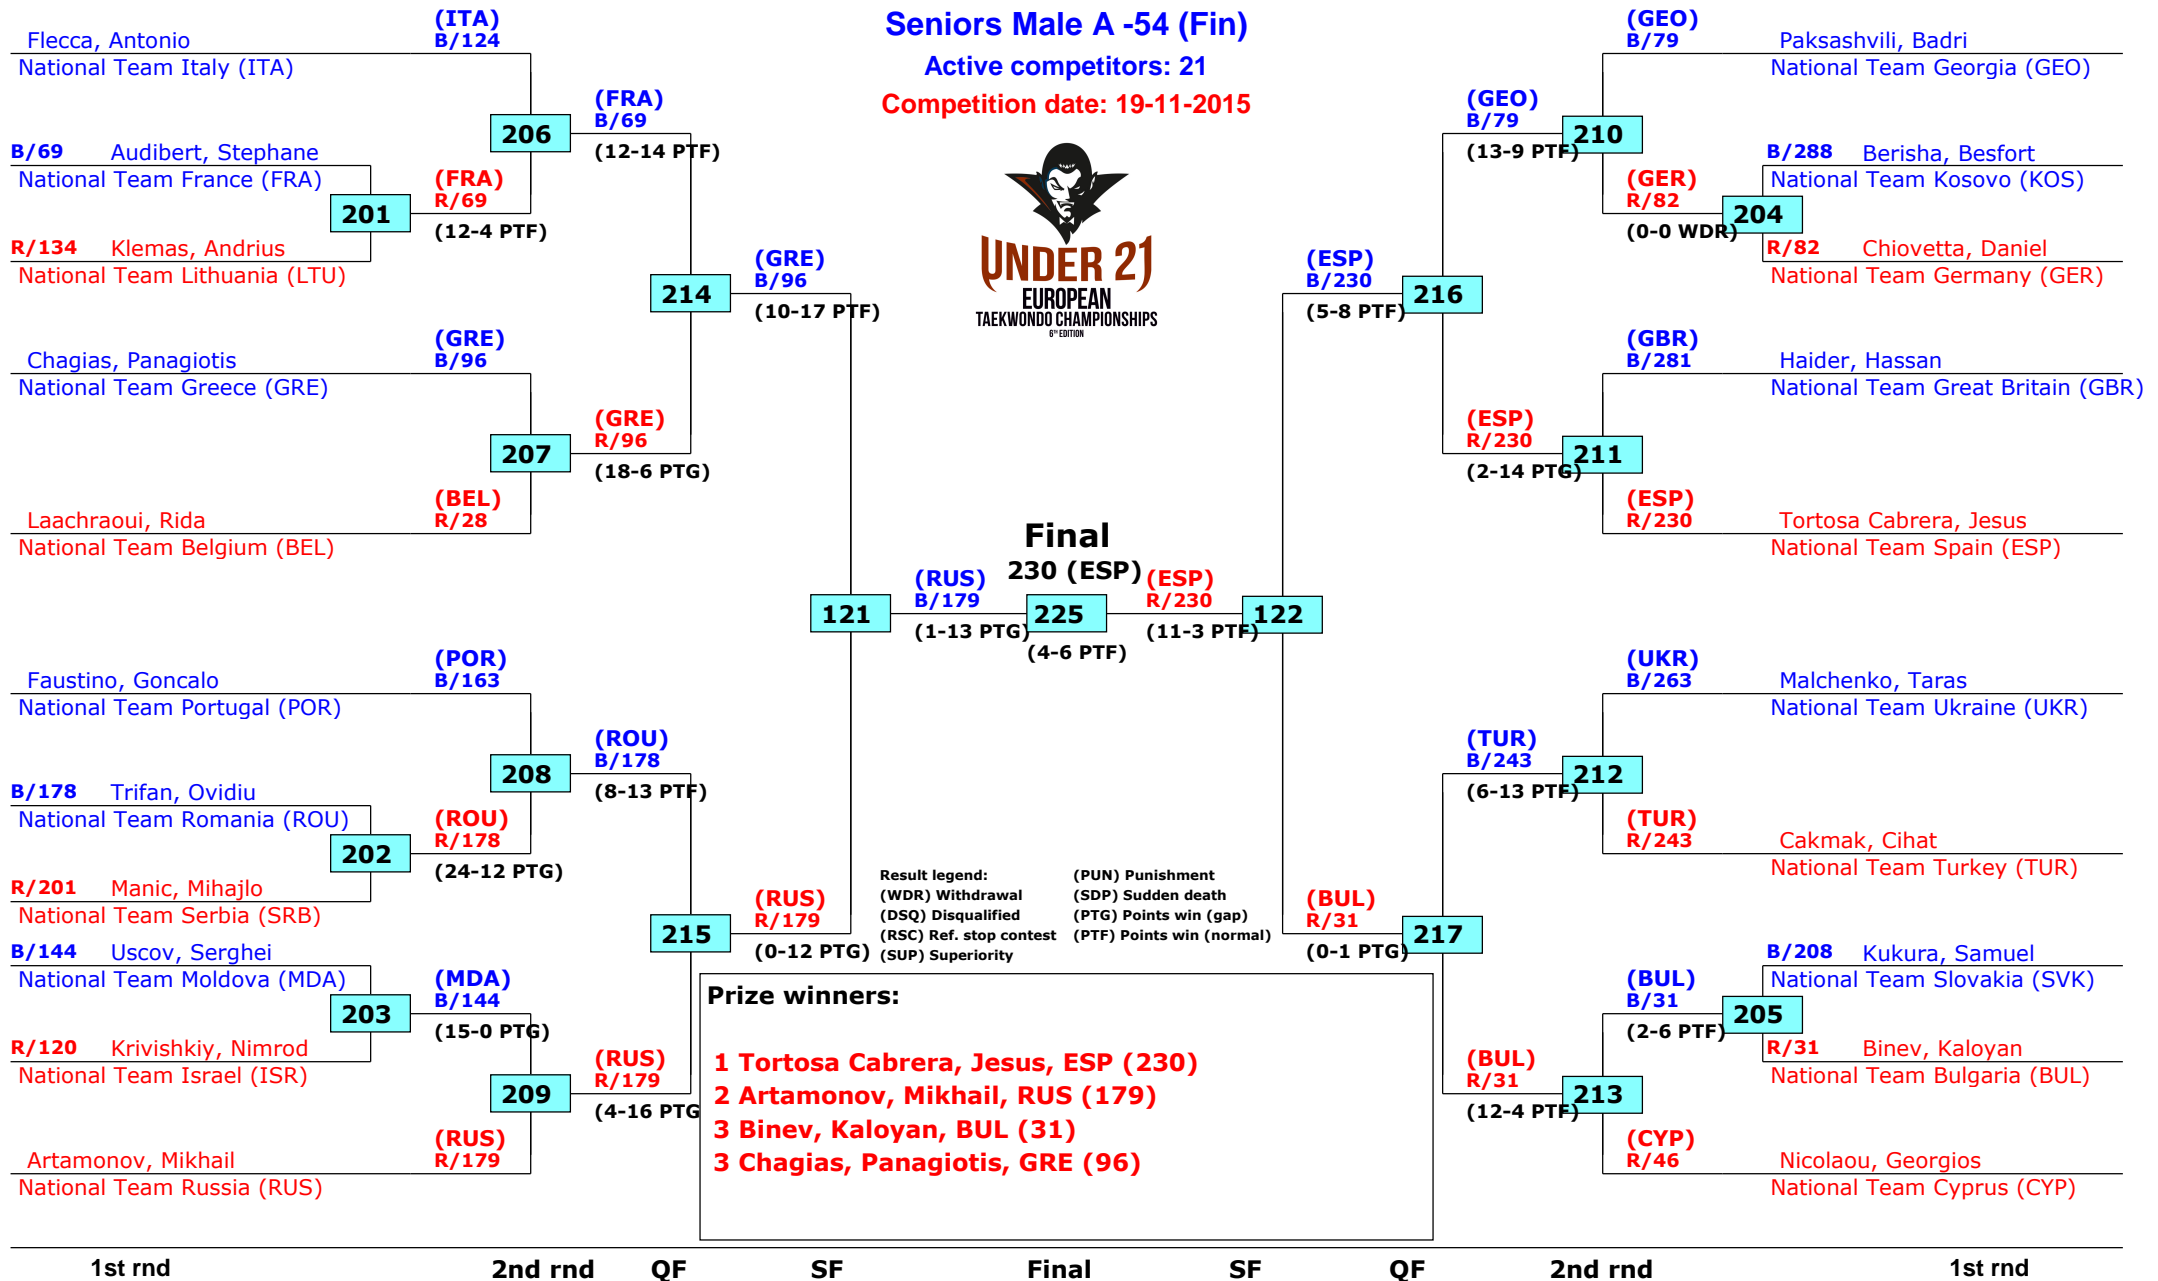 Seniors Male A -54 (Fin)
Active competitors: 21
Competition date: 19-11-2015
UNDER 21
EUROPEAN
TAEKWONDO CHAMPIONSHIPS
6TH EDITION
Flecca, Antonio
National Team Italy (ITA)
(ITA)
B/124
B/69 Audibert, Stephane
National Team France (FRA)
201
R/134 Klemas, Andrius
National Team Lithuania (LTU)
(FRA)
R/69
(12-4 PTF)
206
(FRA)
B/69
(12-14 PTF)
Chagias, Panagiotis
National Team Greece (GRE)
(GRE)
B/96
207
Laachraoui, Rida
National Team Belgium (BEL)
(BEL)
R/28
(GRE)
R/96
(18-6 PTG)
214
(GRE)
B/96
(10-17 PTF)
Faustino, Goncalo
National Team Portugal (POR)
(POR)
B/163
B/178 Trifan, Ovidiu
National Team Romania (ROU)
202
R/201 Manic, Mihajlo
National Team Serbia (SRB)
(ROU)
R/178
(24-12 PTG)
208
(ROU)
B/178
(8-13 PTF)
B/144 Uscov, Serghei
National Team Moldova (MDA)
203
R/120 Krivishkiy, Nimrod
National Team Israel (ISR)
(MDA)
B/144
(15-0 PTG)
209
Artamonov, Mikhail
National Team Russia (RUS)
(RUS)
R/179
(RUS)
R/179
(4-16 PTG
215
(RUS)
R/179
(0-12 PTG)
121
(RUS)
B/179
(1-13 PTG)
Final
230 (ESP)
225
(4-6 PTF)
(ESP)
R/230
(11-3 PTF)
122
(ESP)
B/230
(5-8 PTF)
216
(GEO)
B/79
(13-9 PTF)
210
(GEO)
B/79
Paksashvili, Badri
National Team Georgia (GEO)
(GER)
R/82
(0-0 WDR)
204
B/288 Berisha, Besfort
National Team Kosovo (KOS)
R/82 Chiovetta, Daniel
National Team Germany (GER)
(GBR)
B/281
Haider, Hassan
National Team Great Britain (GBR)
(ESP)
R/230
(2-14 PTG)
211
(ESP)
R/230
Tortosa Cabrera, Jesus
National Team Spain (ESP)
(UKR)
B/263
Malchenko, Taras
National Team Ukraine (UKR)
(TUR)
B/243
(6-13 PTF)
212
(TUR)
R/243
Cakmak, Cihat
National Team Turkey (TUR)
(BUL)
R/31
(0-1 PTG)
217
(BUL)
B/31
(2-6 PTF)
205
B/208 Kukura, Samuel
National Team Slovakia (SVK)
R/31 Binev, Kaloyan
National Team Bulgaria (BUL)
(BUL)
R/31
(12-4 PTF)
213
(CYP)
R/46
Nicolaou, Georgios
National Team Cyprus (CYP)
Result legend:
(WDR) Withdrawal
(DSQ) Disqualified
(RSC) Ref. stop contest
(SUP) Superiority
(PUN) Punishment
(SDP) Sudden death
(PTG) Points win (gap)
(PTF) Points win (normal)
Prize winners:
1 Tortosa Cabrera, Jesus, ESP (230)
2 Artamonov, Mikhail, RUS (179)
3 Binev, Kaloyan, BUL (31)
3 Chagias, Panagiotis, GRE (96)
1st rnd 2nd rnd QF SF Final SF QF 2nd rnd 1st rnd